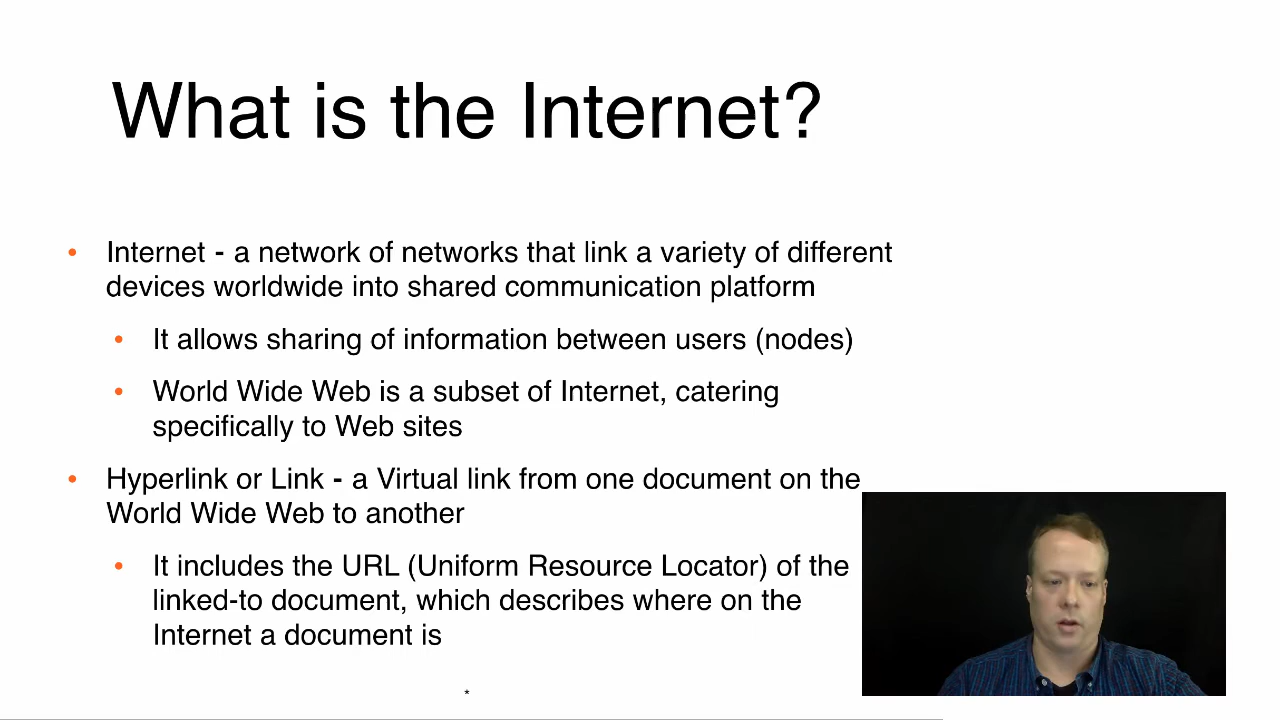 What is the Internet?
• Internet - a network of networks that link a variety of different
devices worldwide into shared communication platform
• It allows sharing of information between users (nodes)
• World Wide Web is a subset of Internet, catering
specifically to Web sites
• Hyperlink or Link - a Virtual link from one document on the
World Wide Web to another
• It includes the URL (Uniform Resource Locator) of the
linked-to document, which describes where on the
Internet a document is
*